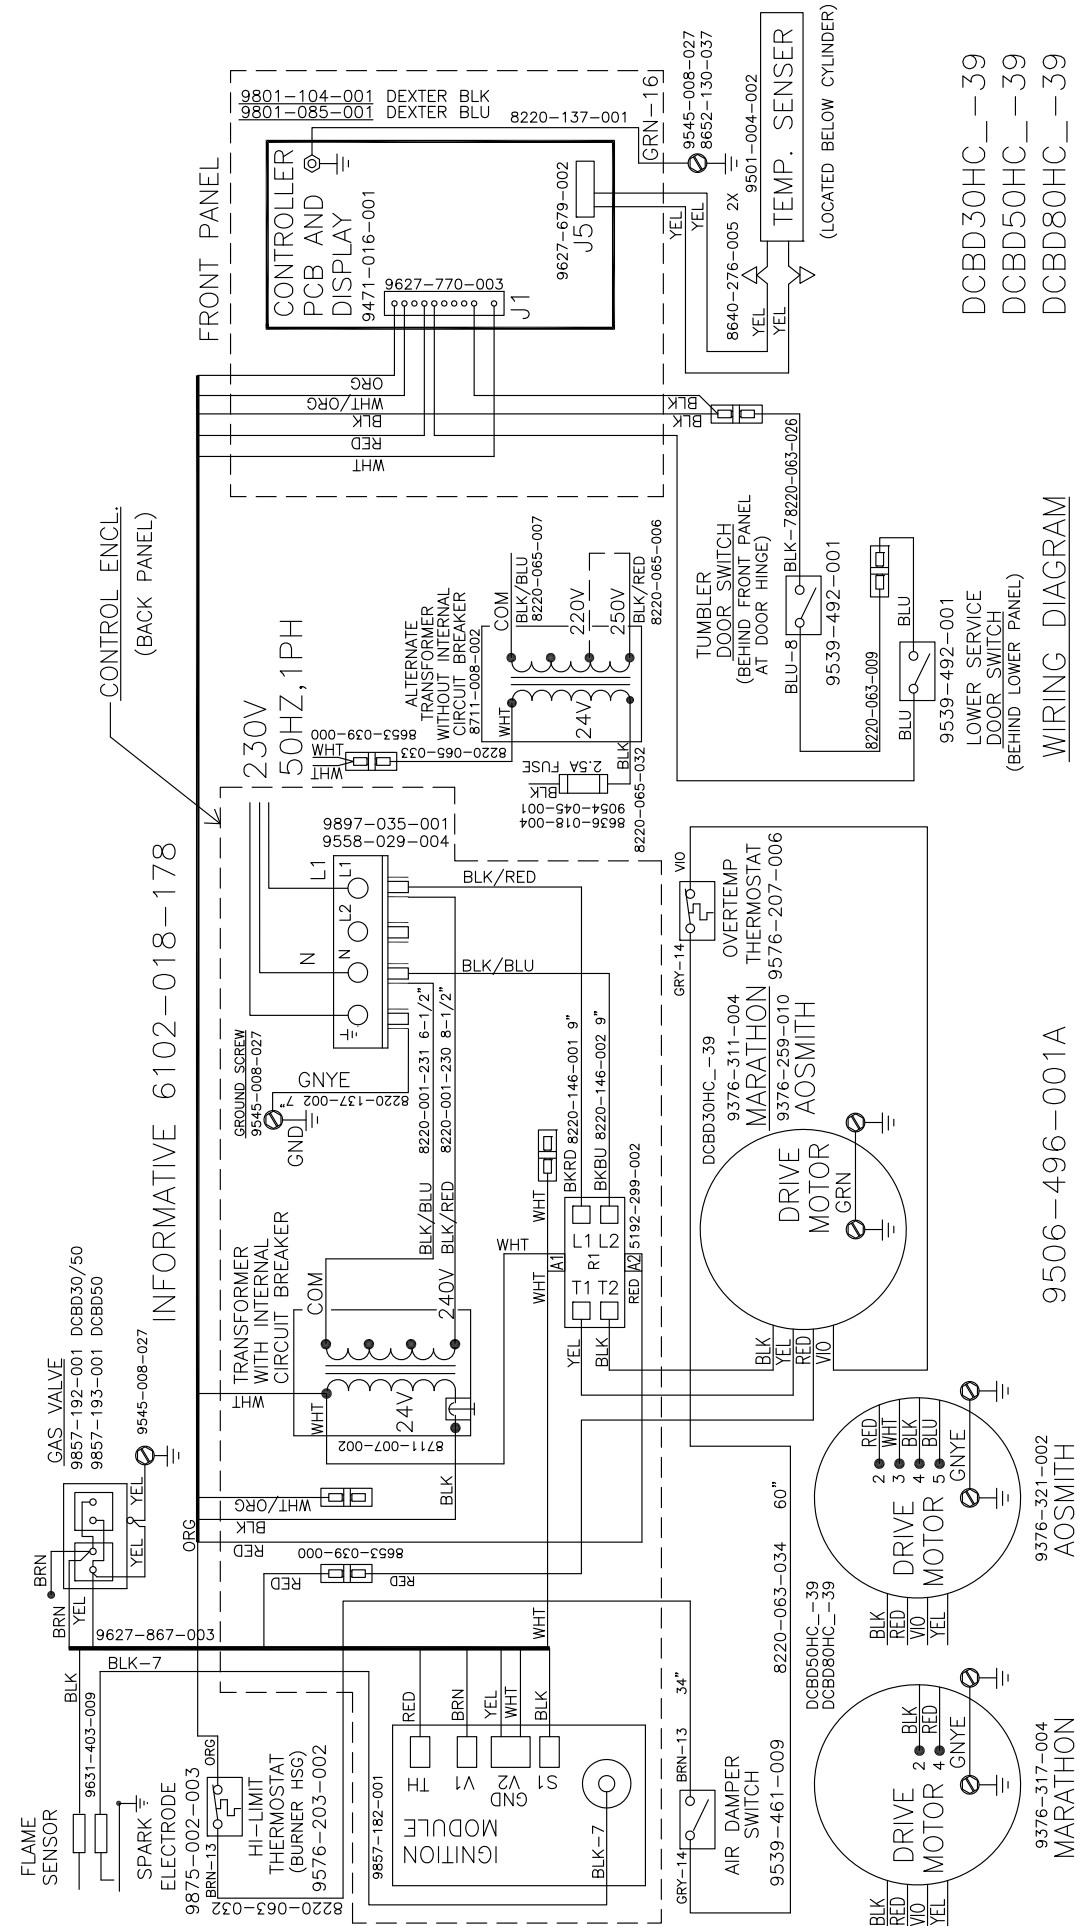 FLAME
SENSOR
9631-403-009
BLK
BLK-7
SPARK
ELECTRODE
9875-002-003
BRN-13
ORG
HI-LIMIT
THERMOSTAT
(BURNER HSG)
9576-203-002
8220-063-032
GAS VALVE
9857-192-001 DCBD30/50
9857-193-001 DCBD50
9545-008-027
BRN
BRN
YEL
YEL
YEL
9627-867-003
INFORMATIVE 6102-018-178
CONTROL ENCL.
(BACK PANEL)
FRONT PANEL
9801-104-001 DEXTER BLK
9801-085-001 DEXTER BLU
CONTROLLER
PCB AND
DISPLAY
9471-016-001
9627-770-003
J1
8220-137-001
GRN-16
9627-679-002
J5
9545-008-027
8652-130-037
YEL
YEL
8640-276-005 2X
YEL
YEL
9501-004-002
TEMP. SENSER
(LOCATED BELOW CYLINDER)
ORG
WHT/ORG
BLK
RED
WHT
BLK
BLK
230V
50HZ,1PH
WHT
WHT
8653-039-000
8220-065-033
ALTERNATE
TRANSFORMER
WITHOUT INTERNAL
CIRCUIT BREAKER
8711-008-002
COM
BLK/BLU
8220-065-007
220V
250V
BLK/RED
8220-065-006
WHT
24V
BLK
8220-065-032
2.5A FUSE
BLK
9054-045-001
8636-018-004
9897-035-001
9558-029-004
L1
L1
L2
N
N
GROUND SCREW
9545-008-027
GND
GNYE
8220-137-002 7"
BLK/RED
BLK/BLU
8220-001-231 6-1/2"
8220-001-230 8-1/2"
BLK/BLU
BLK/RED
TRANSFORMER
WITH INTERNAL
CIRCUIT BREAKER
COM
240V
WHT
WHT
24V
8711-007-002
BLK
ORG
WHT/ORG
BLK
RED
8653-039-000
RED
RED
WHT
WHT
WHT
WHT
A1
A2
RED
L1 L2
R1
T1 T2
5192-299-002
BKRD 8220-146-001 9"
BKBU 8220-146-002 9"
YEL
BLK
RED
BRN
YEL
WHT
BLK
TH
V1
V2
GND
S1
IGNITION
MODULE
9857-182-001
BLK-7
BRN-13
34"
GRY-14
AIR DAMPER
SWITCH
9539-461-009
8220-063-034 60"
TUMBLER
DOOR SWITCH
(BEHIND FRONT PANEL
AT DOOR HINGE)
BLU-8
BLK-7
8220-063-026
9539-492-001
8220-063-009
BLU
BLU
9539-492-001
LOWER SERVICE
DOOR SWITCH
(BEHIND LOWER PANEL)
VIO
GRY-14
OVERTEMP
THERMOSTAT
9576-207-006
DCBD30HC_-39
9376-311-004
MARATHON
9376-259-010
AOSMITH
DRIVE
MOTOR
GRN
BLK
YEL
RED
VIO
DCBD50HC_-39
DCBD80HC_-39
DRIVE
MOTOR
2
3
4
5
RED
WHT
BLK
BLU
GNYE
BLK
RED
VIO
YEL
9376-321-002
AOSMITH
DRIVE
MOTOR
2
4
BLK
RED
GNYE
BLK
RED
VIO
YEL
9376-317-004
MARATHON
9506-496-001A
WIRING DIAGRAM
DCBD30HC_-39
DCBD50HC_-39
DCBD80HC_-39